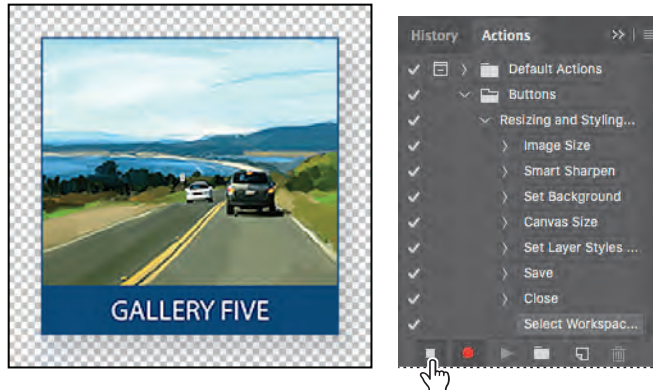 GALLERY FIVE
History Actions
Default Actions
Buttons
Resizing and Styling...
Image Size
Smart Sharpen
Set Background
Canvas Size
Set Layer Styles ...
Save
Close
Select Workspac...